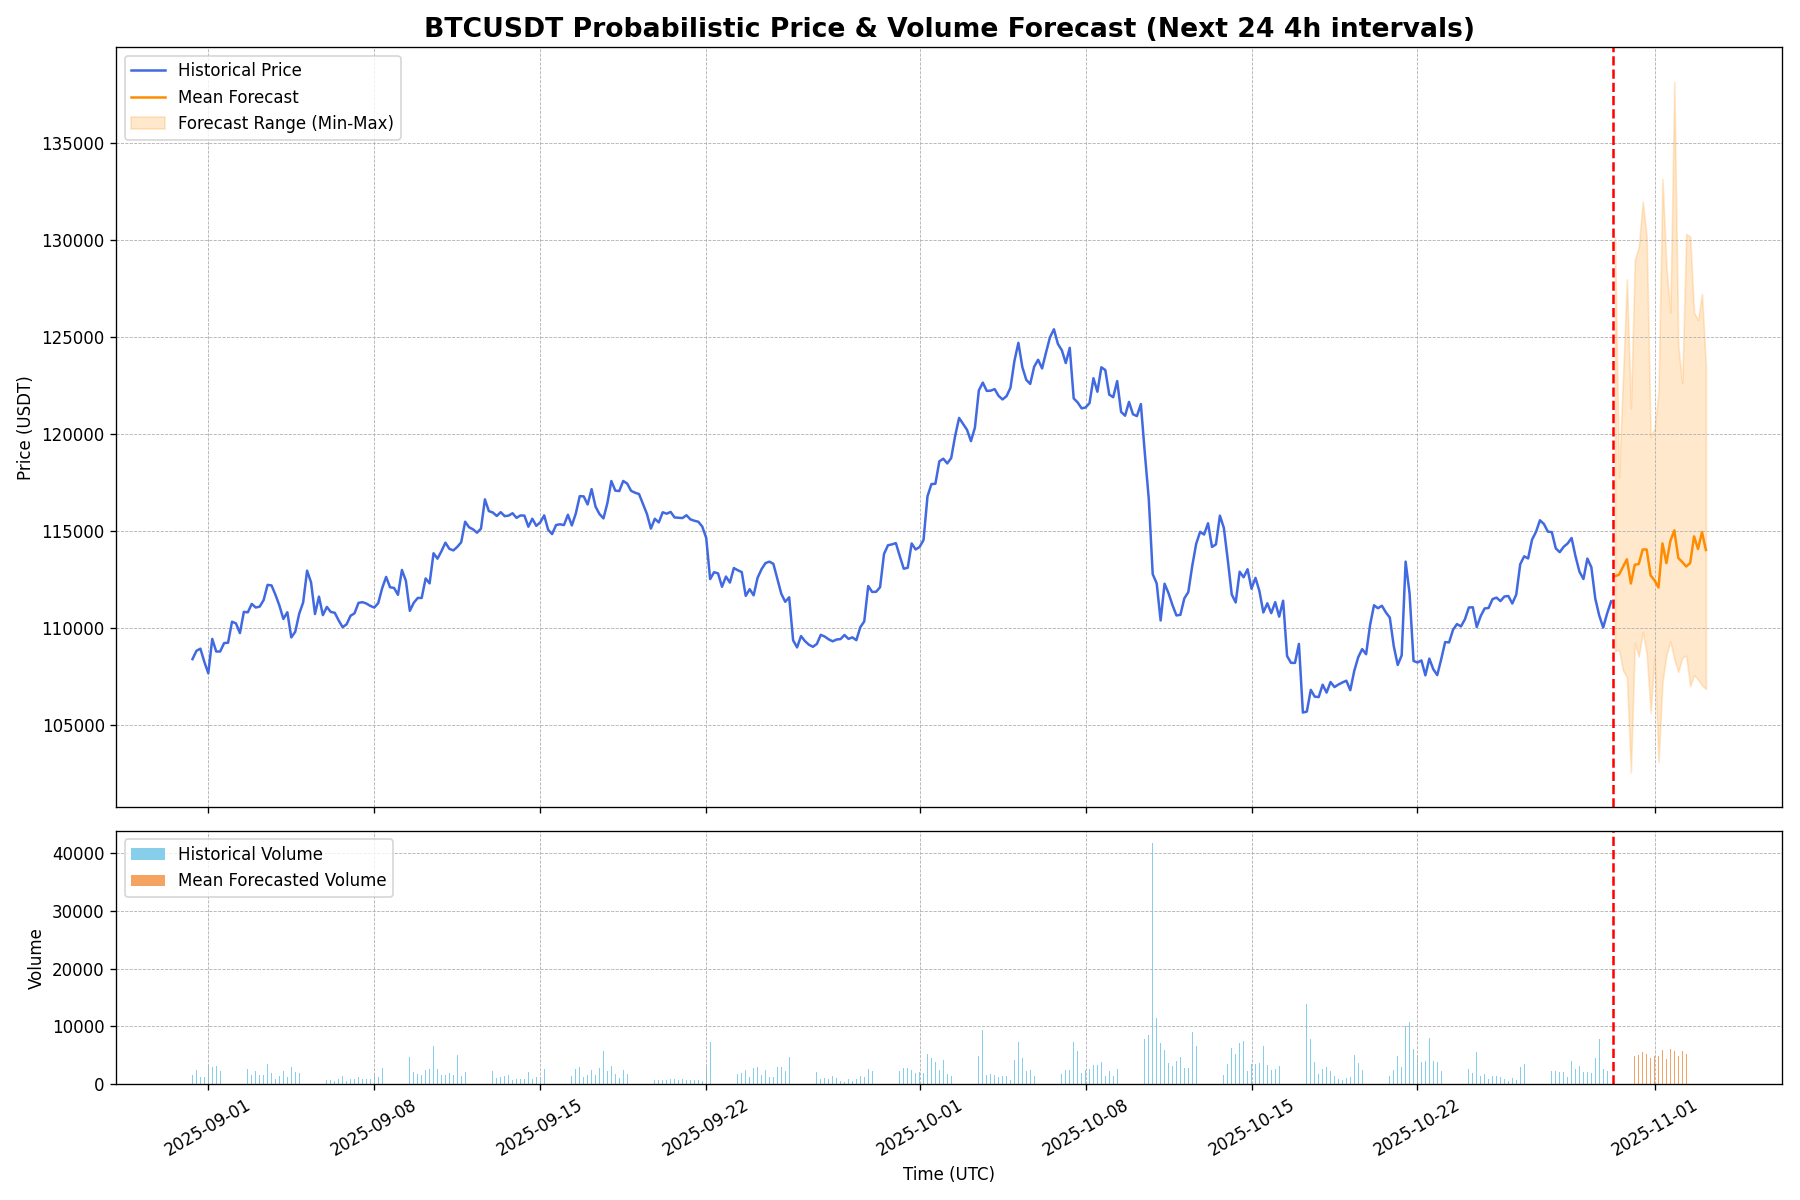 BTCUSDT Probabilistic Price & Volume Forecast (Next 24 4h intervals)
Historical Price
Mean Forecast
Forecast Range (Min-Max)
135000
130000
125000
120000
115000
110000
105000
Price (USDT)
Historical Volume
Mean Forecasted Volume
40000
30000
20000
10000
0
Volume
2025-09-01
2025-09-08
2025-09-15
2025-09-22
2025-10-01
2025-10-08
2025-10-15
2025-10-22
2025-11-01
Time (UTC)